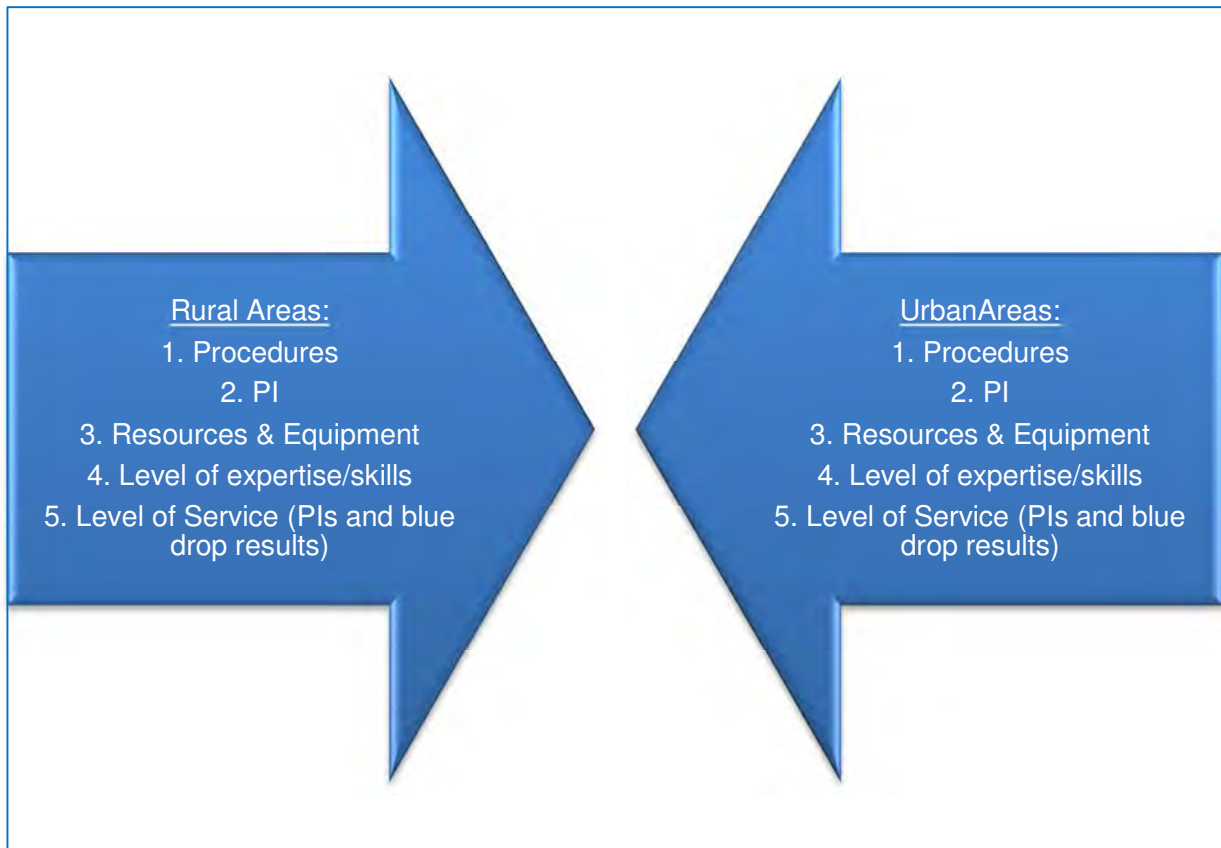 Rural Areas:
1. Procedures
2. PI
3. Resources & Equipment
4. Level of expertise/skills
5. Level of Service (PIs and blue
drop results)
UrbanAreas:
1. Procedures
2. PI
3. Resources & Equipment
4. Level of expertise/skills
5. Level of Service (PIs and blue
drop results)